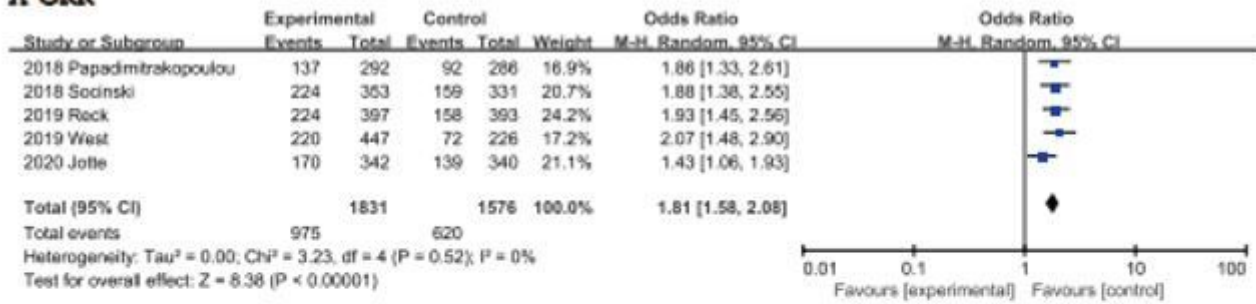 Experimental Control Odds Ratio Odds Ratio
Study or Subgroup Events Total Events Total Weight M-H, Random, 95% CI M-H, Random, 95% CI
2018 Papadimitrakopoulou 137 292 92 286 16.9% 1.86 [1.33, 2.61]
2018 Socinski 224 353 159 331 20.7% 1.88 [1.38, 2.55]
2019 Reck 224 397 158 393 24.2% 1.93 [1.45, 2.56]
2019 West 220 447 72 226 17.2% 2.07 [1.48, 2.90]
2020 Jotte 170 342 139 340 21.1% 1.43 [1.06, 1.93]
Total (95% CI) 1831 1576 100.0% 1.81 [1.58, 2.08]
Total events 975 620
Heterogeneity: Tau² = 0.00; Chi² = 3.23, df = 4 (P = 0.52); I² = 0%
Test for overall effect: Z = 8.38 (P < 0.00001)
0.01 0.1 1 10 100
Favours [experimental] Favours [control]